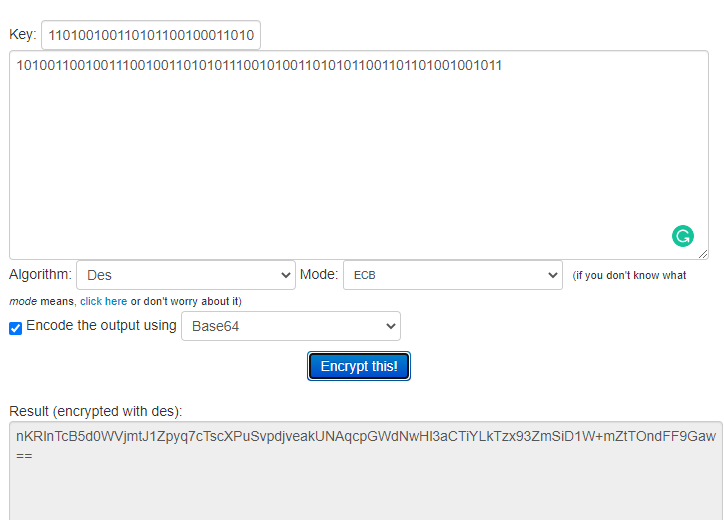 Key: 110100100110101100100011010
1010011001001110010011010101110010100110101011001101101001001011
Algorithm: Des Mode: ECB (if you don't know what
mode means, click here or don't worry about it)
Encode the output using Base64
Encrypt this!
Result (encrypted with des):
nKRInTcB5d0WVjmtJ1Zpyq7cTscXPuSvpdjveakUNAqcpGWdNwHl3aCTiYLkTzx93ZmSiD1W+mZtTOndFF9Gaw
==